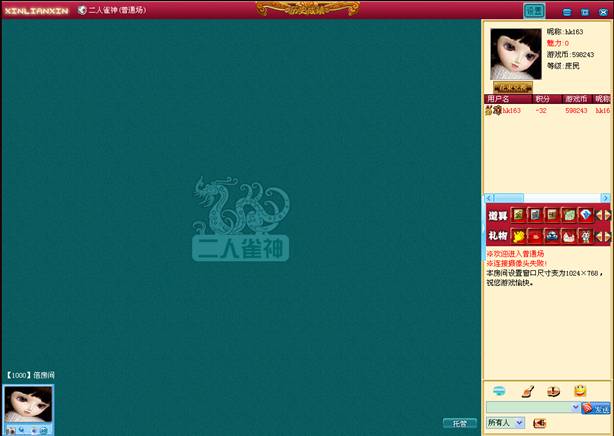 XINLIANXIN
二人雀神(普通场)
设置
昵称:hk163
魅力:0
游戏币:598243
等级:庶民
用户名 积分 游戏币 昵称
hk163 -32 598243 hk16
二人雀神
道具
礼物
※欢迎进入普通场
※连接摄像头失败!
本房间设置窗口尺寸变为1024×768，
祝您游戏愉快。
【1000】倍房间
托管
发送
所有人